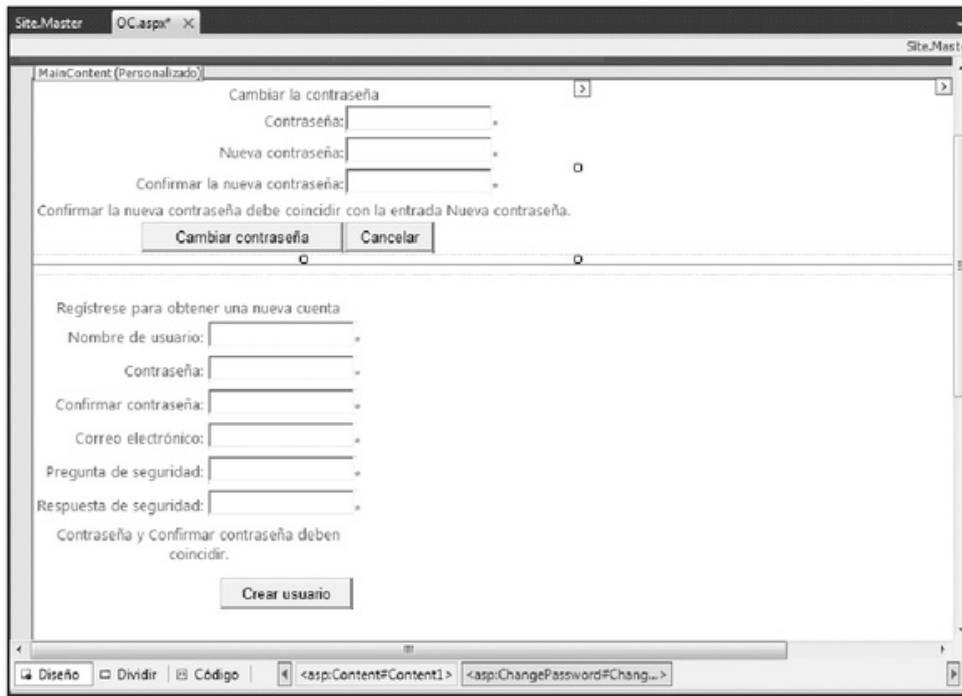 Site.Master OC.aspx* ×
Site.Mast
MainContent (Personalizado)
Cambiar la contraseña
Contraseña: *
Nueva contraseña: *
Confirmar la nueva contraseña: *
Confirmar la nueva contraseña debe coincidir con la entrada Nueva contraseña.
Cambiar contraseña Cancelar
Regístrese para obtener una nueva cuenta
Nombre de usuario: *
Contraseña: *
Confirmar contraseña: *
Correo electrónico: *
Pregunta de seguridad: *
Respuesta de seguridad: *
Contraseña y Confirmar contraseña deben
coincidir.
Crear usuario
Diseño Dividir Código <asp:Content#Content1> <asp:ChangePassword#Chang...>